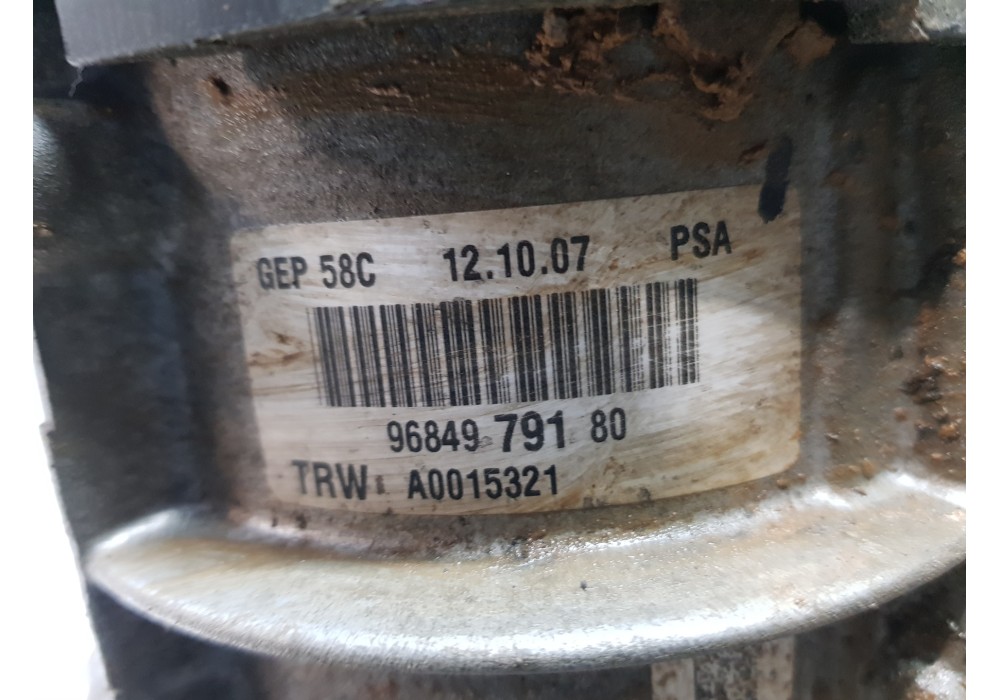 GEP 58C 12.10.07 PSA
96849 791 80
TRW A0015321